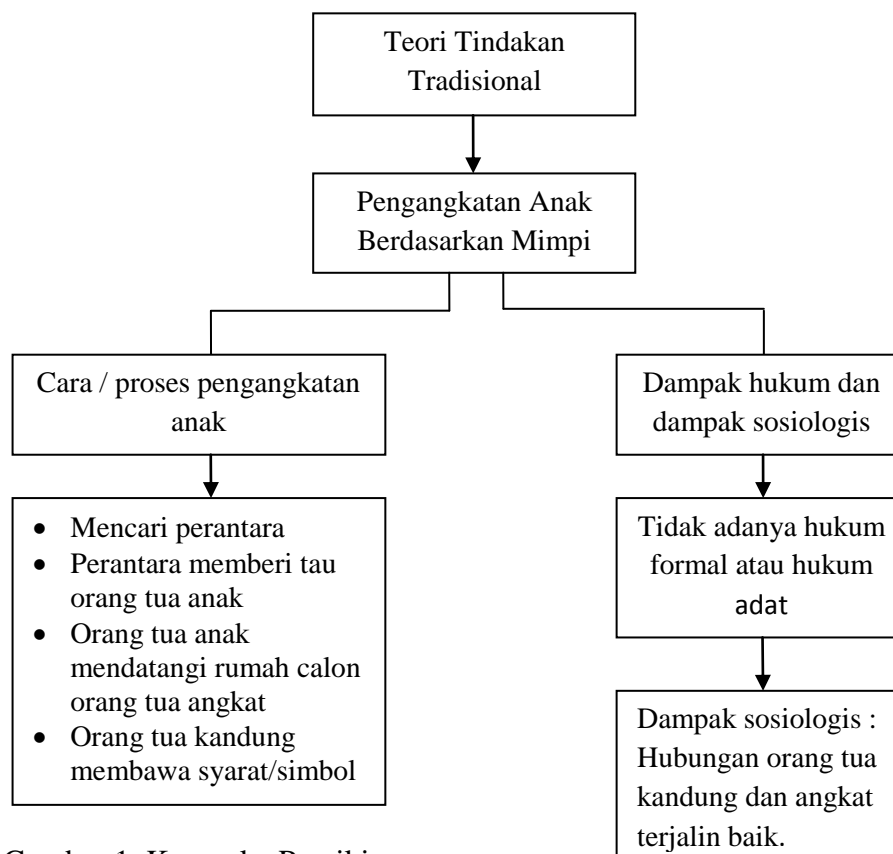 Teori Tindakan
Tradisional
Pengangkatan Anak
Berdasarkan Mimpi
Cara / proses pengangkatan
anak
• Mencari perantara
• Perantara memberi tau
orang tua anak
• Orang tua anak
mendatangi rumah calon
orang tua angkat
• Orang tua kandung
membawa syarat/simbol
Dampak hukum dan
dampak sosiologis
Tidak adanya hukum
formal atau hukum
adat
Dampak sosiologis :
Hubungan orang tua
kandung dan angkat
terjalin baik.